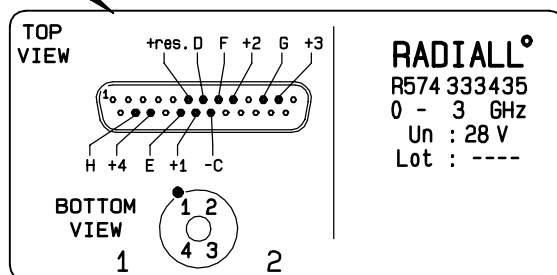 TOP
VIEW
+res. D F +2 G +3
1
H +4 E +1 -C
BOTTOM
VIEW
1 2
4 3
1 2
RADIALL°
R574 333435
0 - 3 GHz
Un : 28 V
Lot : ----